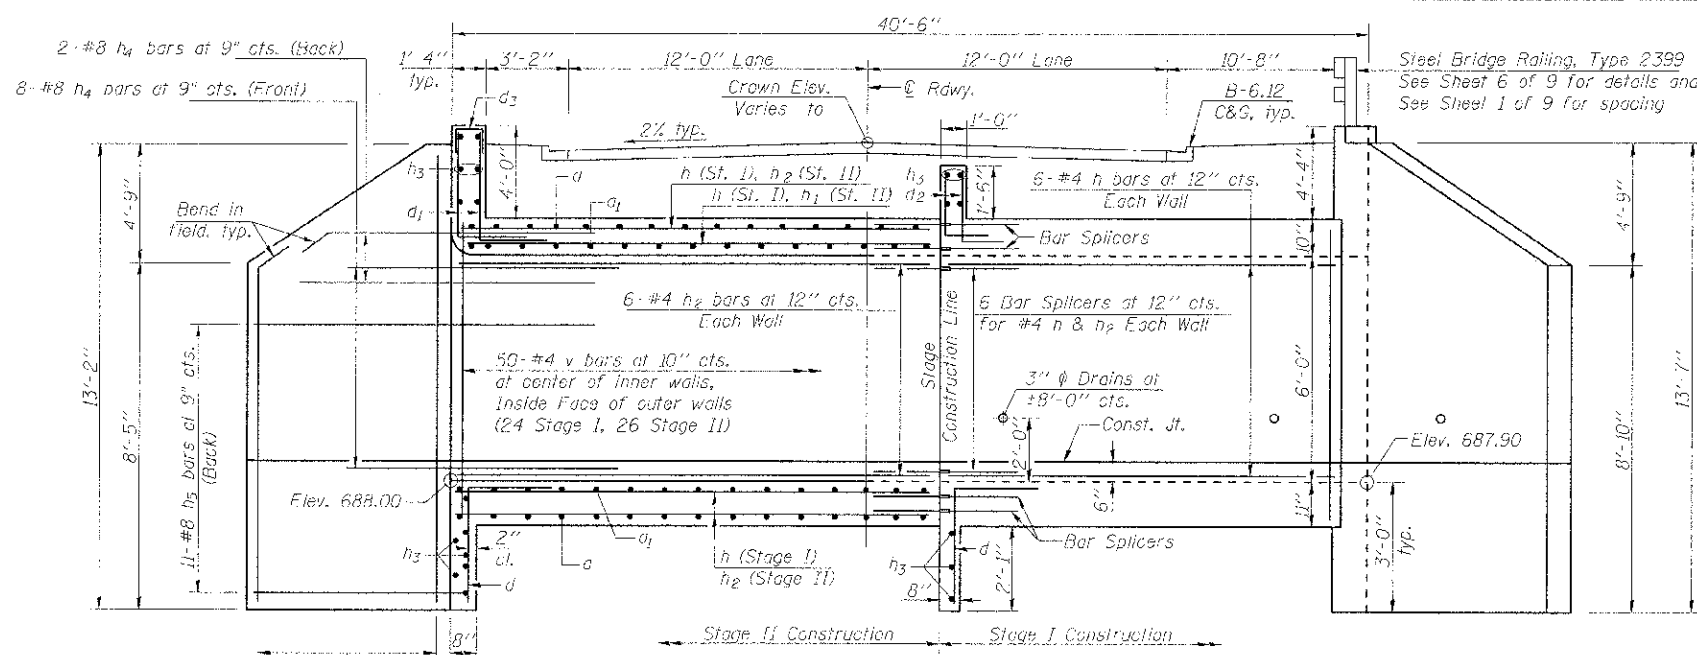 40'-6"
2-#8 h4 bars at 9" cts. (Back)
1'-4"
typ.
3'-2"
12'-0" Lane
12'-0" Lane
10'-8"
Steel Bridge Railing, Type 2399
See Sheet 6 of 9 for details and
See Sheet 1 of 9 for spacing
8-#8 h4 bars at 9" cts. (Front)
d3
Crown Elev.
Varies to
℄ Rdwy.
B-6.12
C&G, typ.
2% typ.
1'-0"
4'-0"
h3
h (St. I), h2 (St. II)
a
h (St. I), h1 (St. II)
h3
d2
6-#4 h bars at 12" cts.
Each Wall
1'-6"
4'-4"
4'-9"
4'-9"
Bend in
field, typ.
d1
a1
Bar Splicers
10"
6-#4 h2 bars at 12" cts.
Each Wall
6 Bar Splicers at 12" cts.
for #4 h & h2 Each Wall
Stage
Construction Line
50-#4 v bars at 10" cts.
at center of inner walls,
Inside Face of outer walls
(24 Stage I, 26 Stage II)
3" ϕ Drains at
±8'-0" cts.
6'-0"
13'-2"
8'-5"
11-#8 h5 bars at 9" cts.
(Back)
2'-0"
Const. Jt.
Elev. 687.90
8'-10"
13'-7"
Elev. 688.00
6"
11"
3'-0"
typ.
h3
2"
cl.
a1
a
d
h (Stage I)
h2 (Stage II)
h3
d
8"
2'-1"
Bar Splicers
8"
Stage II Construction
Stage I Construction